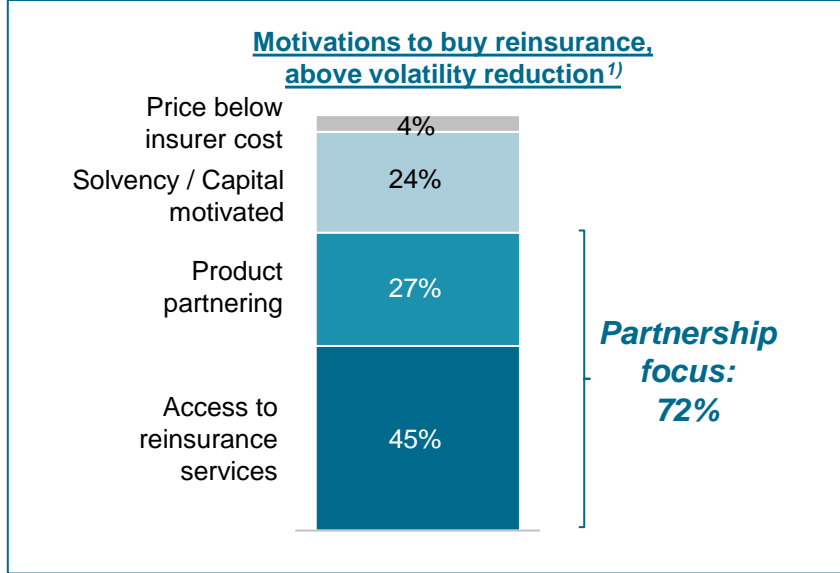 Motivations to buy reinsurance,
above volatility reduction1)
Price below
insurer cost
4%
Solvency / Capital
motivated
24%
Product
partnering
27%
Access to
reinsurance
services
45%
Partnership
focus:
72%